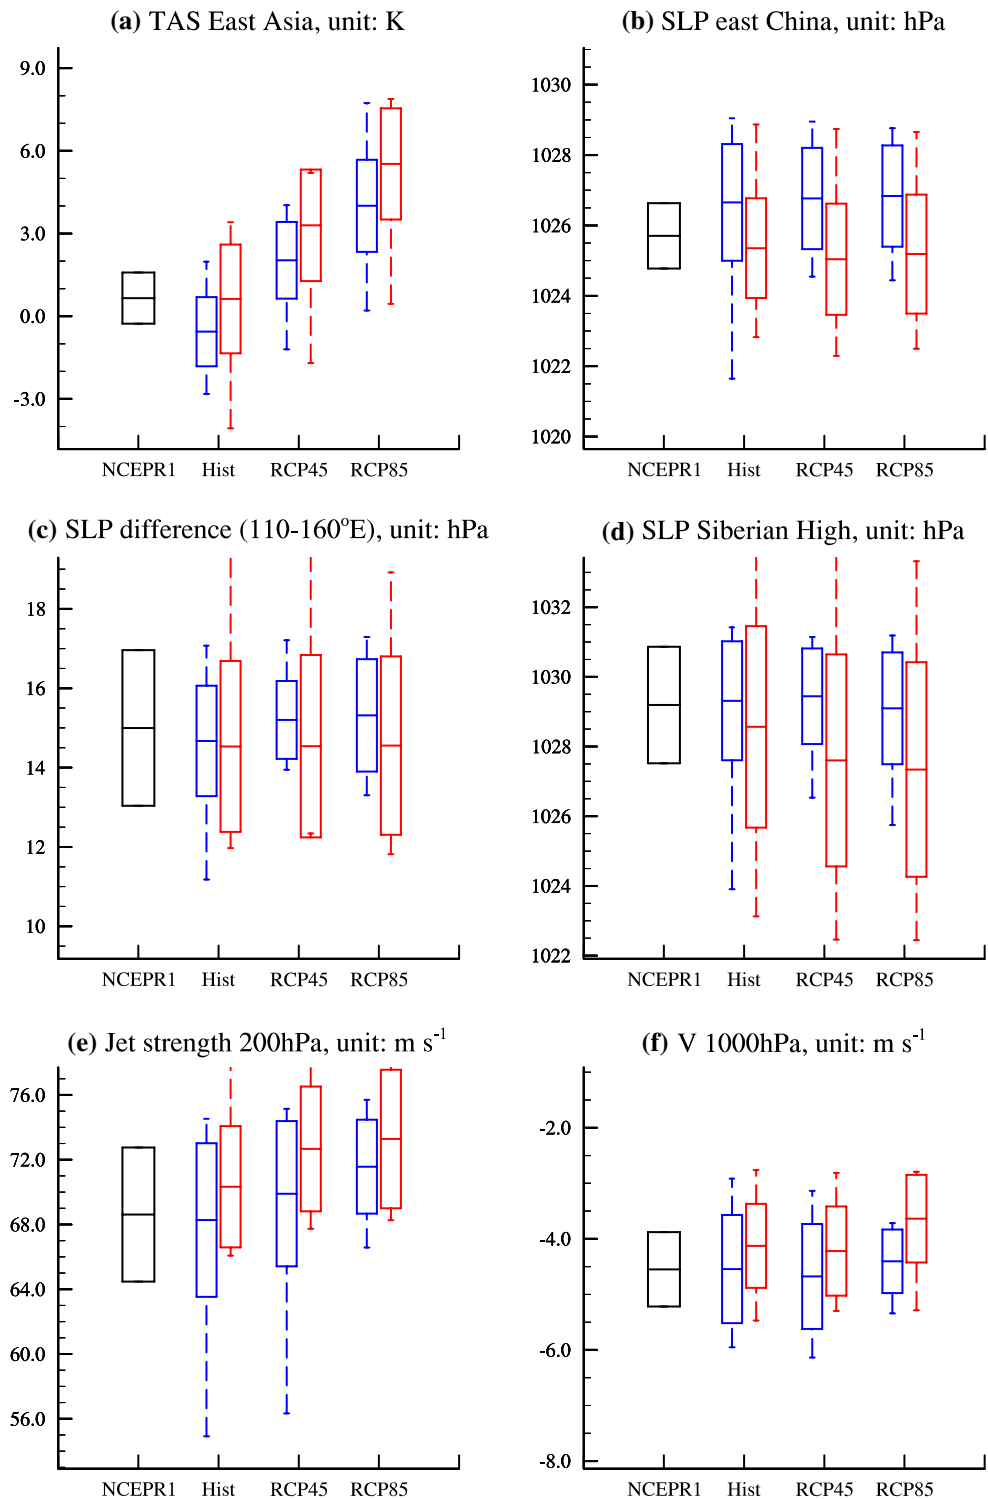 (a) TAS East Asia, unit: K
9.0
6.0
3.0
0.0
-3.0
NCEPR1 Hist RCP45 RCP85
(b) SLP east China, unit: hPa
1030
1028
1026
1024
1022
1020
NCEPR1 Hist RCP45 RCP85
(c) SLP difference (110-160°E), unit: hPa
18
16
14
12
10
NCEPR1 Hist RCP45 RCP85
(d) SLP Siberian High, unit: hPa
1032
1030
1028
1026
1024
1022
NCEPR1 Hist RCP45 RCP85
(e) Jet strength 200hPa, unit: m s⁻¹
76.0
72.0
68.0
64.0
60.0
56.0
NCEPR1 Hist RCP45 RCP85
(f) V 1000hPa, unit: m s⁻¹
-2.0
-4.0
-6.0
-8.0
NCEPR1 Hist RCP45 RCP85